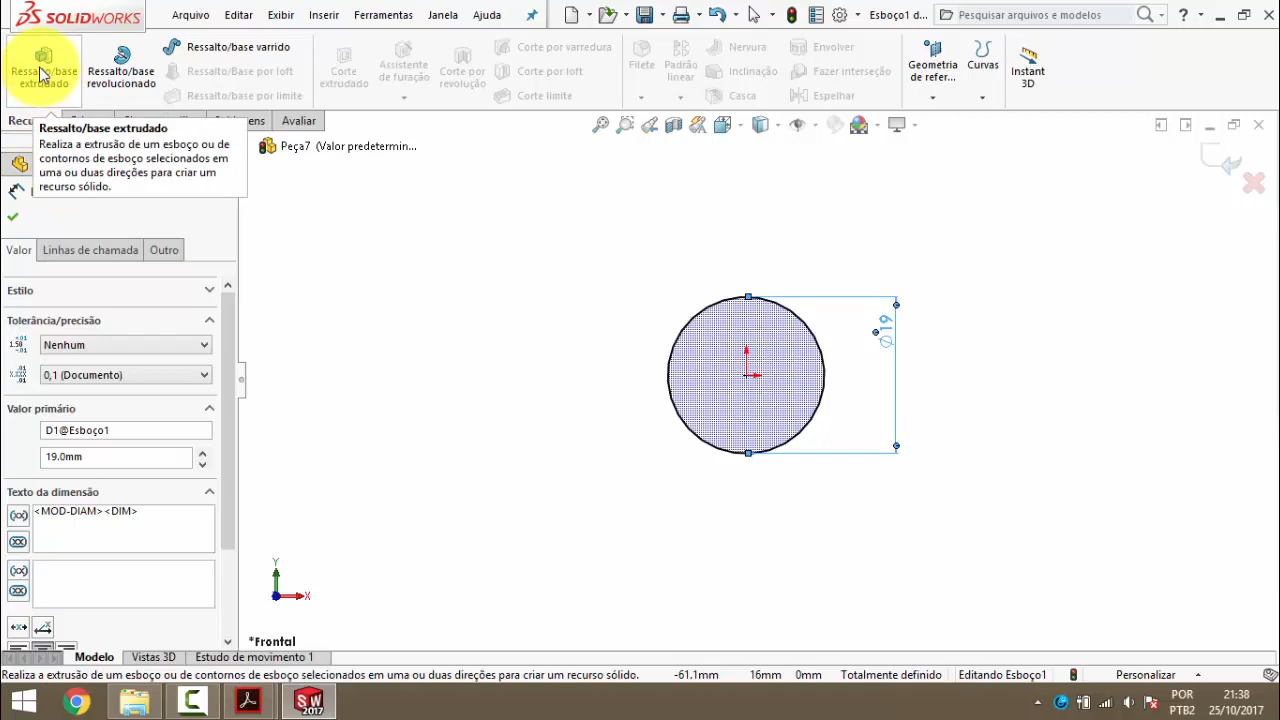 SOLIDWORKS
Arquivo Editar Exibir Inserir Ferramentas Janela Ajuda
Esboço1 d...
Pesquisar arquivos e modelos
Ressalto/base extrudado
Ressalto/base revolucionado
Ressalto/base varrido
Ressalto/Base por loft
Ressalto/base por limite
Corte extrudado
Assistente de furação
Corte por revolução
Corte por varredura
Corte por loft
Corte limite
Filete
Padrão linear
Nervura
Inclinação
Casca
Envolver
Fazer interseção
Espelhar
Geometria de refer...
Curvas
Instant 3D
Avaliar
Ressalto/base extrudado
Realiza a extrusão de um esboço ou de
contornos de esboço selecionados em
uma ou duas direções para criar um
recurso sólido.
Peça7 (Valor predetermin...
Valor Linhas de chamada Outro
Estilo
Tolerância/precisão
Nenhum
0,1 (Documento)
Valor primário
D1@Esboço1
19.0mm
Texto da dimensão
<MOD-DIAM><DIM>
∅19
Y
X
*Frontal
Modelo Vistas 3D Estudo de movimento 1
Realiza a extrusão de um esboço ou de contornos de esboço selecionados em uma ou duas direções para criar um recurso sólido.
-61.1mm 16mm 0mm Totalmente definido Editando Esboço1 Personalizar
SW 2017
POR
PTB2
21:38
25/10/2017